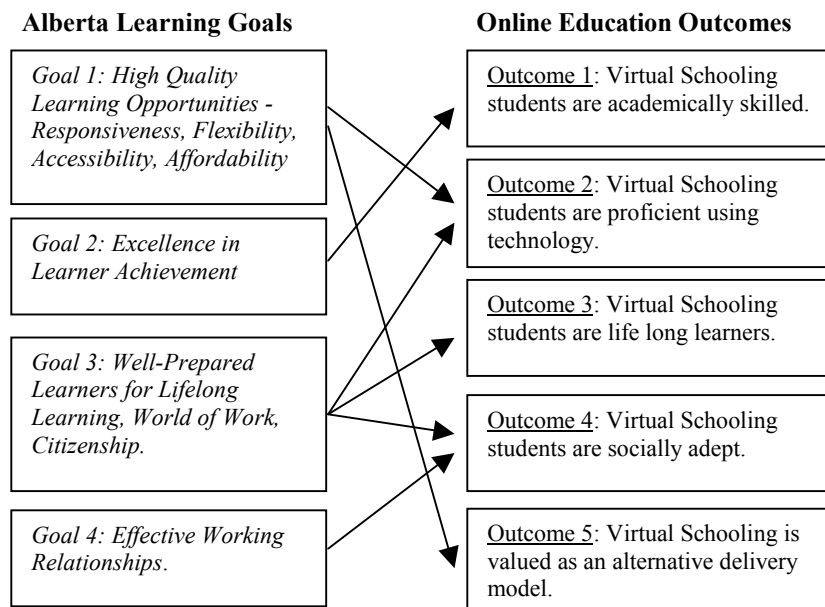 Alberta Learning Goals
Goal 1: High Quality
Learning Opportunities -
Responsiveness, Flexibility,
Accessibility, Affordability
Goal 2: Excellence in
Learner Achievement
Goal 3: Well-Prepared
Learners for Lifelong
Learning, World of Work,
Citizenship.
Goal 4: Effective Working
Relationships.
Online Education Outcomes
Outcome 1: Virtual Schooling
students are academically skilled.
Outcome 2: Virtual Schooling
students are proficient using
technology.
Outcome 3: Virtual Schooling
students are life long learners.
Outcome 4: Virtual Schooling
students are socially adept.
Outcome 5: Virtual Schooling is
valued as an alternative delivery
model.